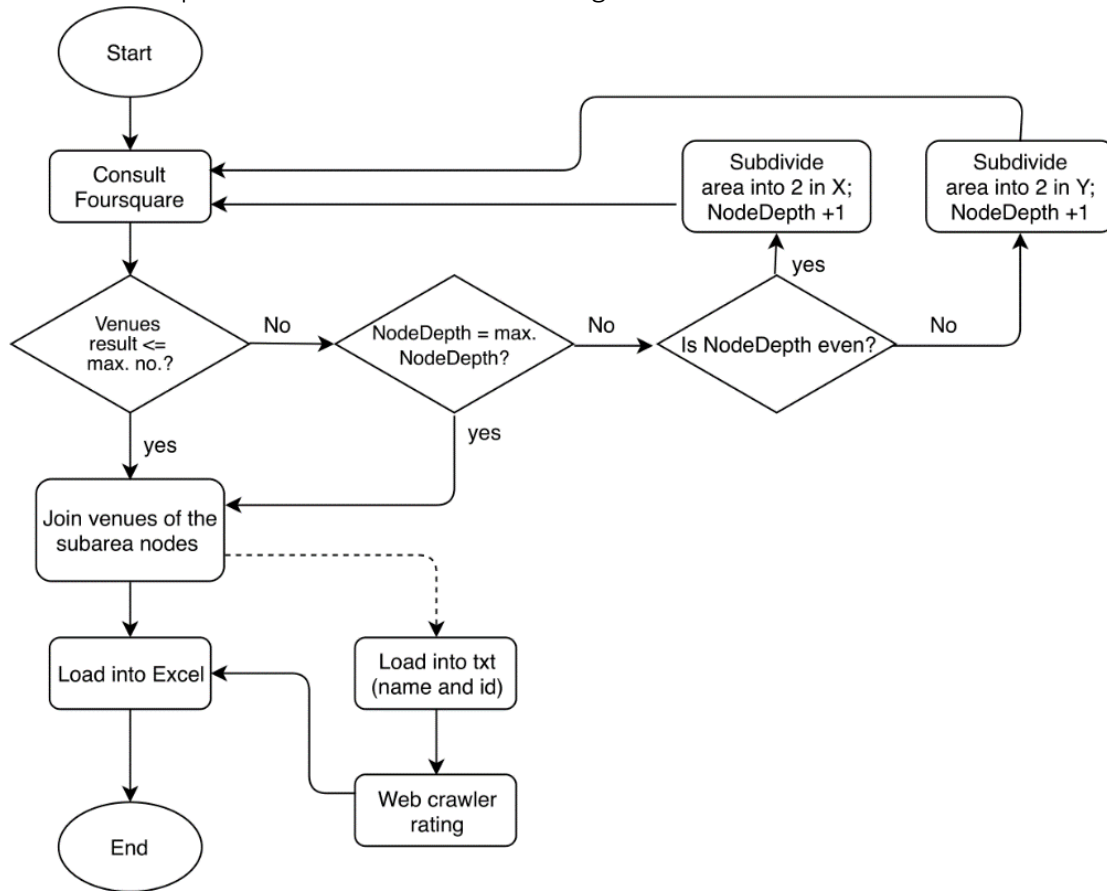 Start
Consult
Foursquare
Subdivide
area into 2 in X;
NodeDepth +1
Subdivide
area into 2 in Y;
NodeDepth +1
yes
Venues
result <=
max. no.?
No
NodeDepth = max.
NodeDepth?
No
Is NodeDepth even?
No
yes
yes
Join venues of the
subarea nodes
Load into Excel
Load into txt
(name and id)
Web crawler
rating
End